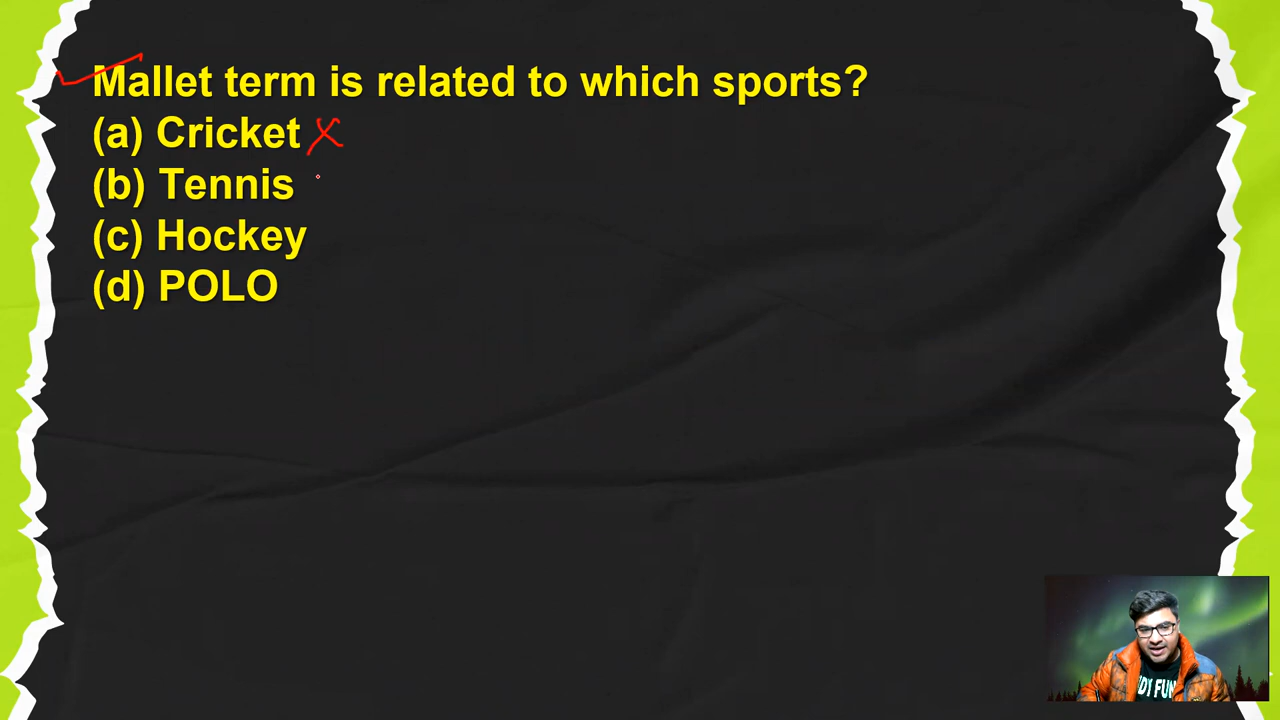 Mallet term is related to which sports?
(a) Cricket
(b) Tennis
(c) Hockey
(d) POLO